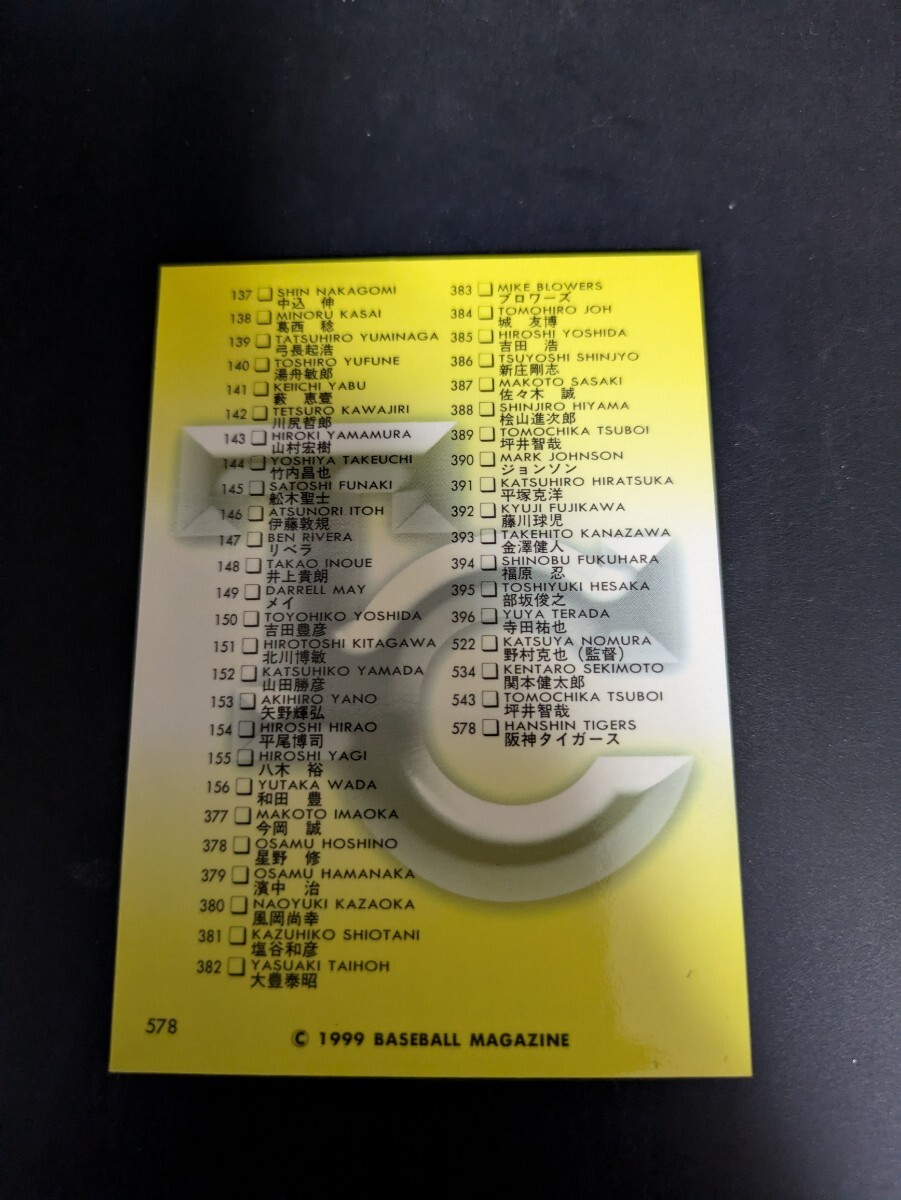 137 SHIN NAKAGOMI
中込 伸
138 MINORU KASAI
葛西 稔
139 TATSUHIRO YUMINAGA
弓長起浩
140 TOSHIRO YUFUNE
湯舟敏郎
141 KEIICHI YABU
藪 恵壹
142 TETSURO KAWAJIRI
川尻哲郎
143 HIROKI YAMAMURA
山村宏樹
144 YOSHIYA TAKEUCHI
竹内昌也
145 SATOSHI FUNAKI
舩木聖士
146 ATSUNORI ITOH
伊藤敦規
147 BEN RIVERA
リベラ
148 TAKAO INOUE
井上貴朗
149 DARRELL MAY
メイ
150 TOYOHIKO YOSHIDA
吉田豊彦
151 HIROTOSHI KITAGAWA
北川博敏
152 KATSUHIKO YAMADA
山田勝彦
153 AKIHIRO YANO
矢野輝弘
154 HIROSHI HIRAO
平尾博司
155 HIROSHI YAGI
八木 裕
156 YUTAKA WADA
和田 豊
377 MAKOTO IMAOKA
今岡 誠
378 OSAMU HOSHINO
星野 修
379 OSAMU HAMANAKA
濱中 治
380 NAOYUKI KAZAOKA
風岡尚幸
381 KAZUHIKO SHIOTANI
塩谷和彦
382 YASUAKI TAIHOH
大豊泰昭
383 MIKE BLOWERS
ブロワーズ
384 TOMOHIRO JOH
城 友博
385 HIROSHI YOSHIDA
吉田 浩
386 TSUYOSHI SHINJYO
新庄剛志
387 MAKOTO SASAKI
佐々木 誠
388 SHINJIRO HIYAMA
桧山進次郎
389 TOMOCHIKA TSUBOI
坪井智哉
390 MARK JOHNSON
ジョンソン
391 KATSUHIRO HIRATSUKA
平塚克洋
392 KYUJI FUJIKAWA
藤川球児
393 TAKEHITO KANAZAWA
金澤健人
394 SHINOBU FUKUHARA
福原 忍
395 TOSHIYUKI HESAKA
部坂俊之
396 YUYA TERADA
寺田祐也
522 KATSUYA NOMURA
野村克也(監督)
534 KENTARO SEKIMOTO
関本健太郎
543 TOMOCHIKA TSUBOI
坪井智哉
578 HANSHIN TIGERS
阪神タイガース
578
© 1999 BASEBALL MAGAZINE